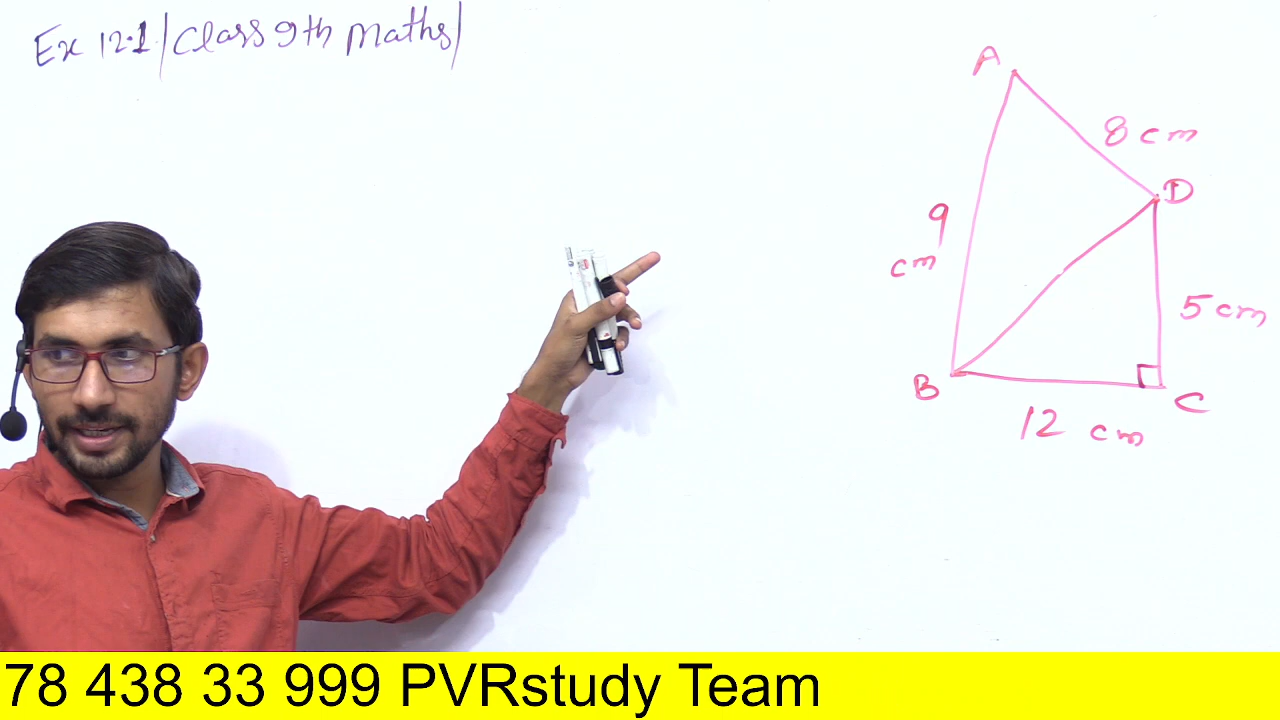 Ex 12.1 / Class 9th Maths /
A
8 cm
D
9
cm
5 cm
B
C
12 cm
78 438 33 999 PVRstudy Team